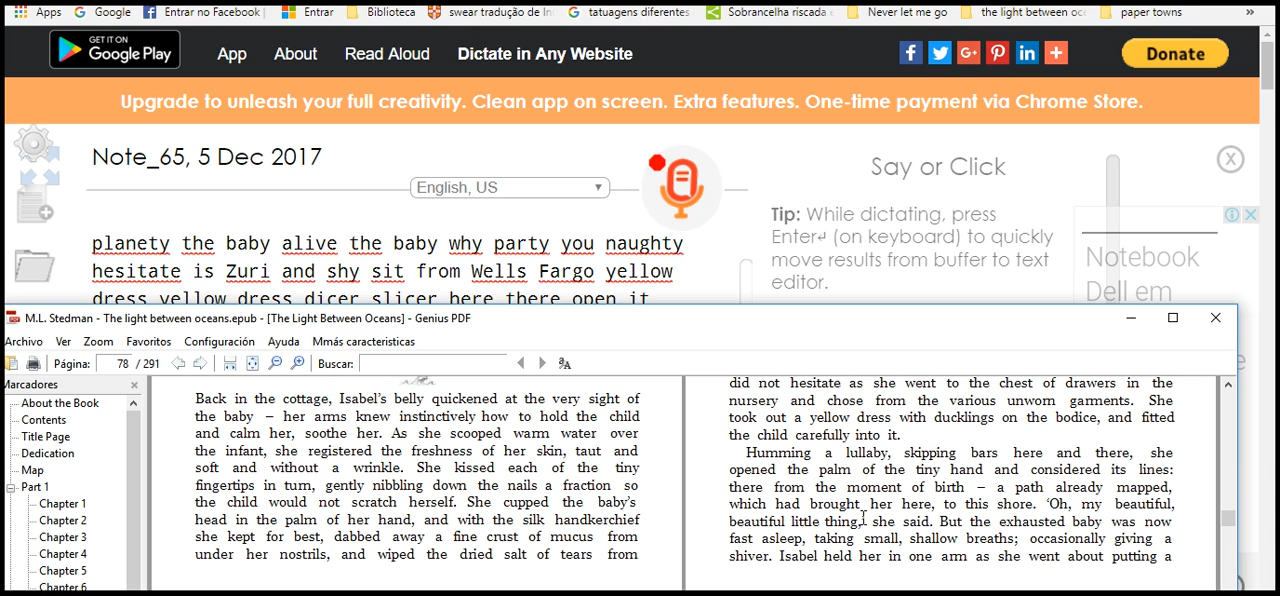 Apps Google Entrar no Facebook Entrar Biblioteca swear tradução de In tatuagens diferentes Sobrancelha riscada Never let me go the light between oce paper towns »
GET IT ON
Google Play
App About Read Aloud Dictate in Any Website
Donate
Upgrade to unleash your full creativity. Clean app on screen. Extra features. One-time payment via Chrome Store.
Note_65, 5 Dec 2017
English, US
Say or Click
X
Tip: While dictating, press
Enter↵ (on keyboard) to quickly
move results from buffer to text
editor.
Notebook
Dell em
planety the baby alive the baby why party you naughty
hesitate is Zuri and shy sit from Wells Fargo yellow
dress yellow dress dicer slicer here there open it
M.L. Stedman - The light between oceans.epub - [The Light Between Oceans] - Genius PDF
Archivo Ver Zoom Favoritos Configuración Ayuda Mmás características
Página: 78 / 291 Buscar:
Marcadores
About the Book
Contents
Title Page
Dedication
Map
Part 1
Chapter 1
Chapter 2
Chapter 3
Chapter 4
Chapter 5
Chapter 6
Back in the cottage, Isabel's belly quickened at the very sight of
the baby – her arms knew instinctively how to hold the child
and calm her, soothe her. As she scooped warm water over
the infant, she registered the freshness of her skin, taut and
soft and without a wrinkle. She kissed each of the tiny
fingertips in turn, gently nibbling down the nails a fraction so
the child would not scratch herself. She cupped the baby's
head in the palm of her hand, and with the silk handkerchief
she kept for best, dabbed away a fine crust of mucus from
under her nostrils, and wiped the dried salt of tears from
did not hesitate as she went to the chest of drawers in the
nursery and chose from the various unworn garments. She
took out a yellow dress with ducklings on the bodice, and fitted
the child carefully into it.
Humming a lullaby, skipping bars here and there, she
opened the palm of the tiny hand and considered its lines:
there from the moment of birth – a path already mapped,
which had brought her here, to this shore. 'Oh, my beautiful,
beautiful little thing,' she said. But the exhausted baby was now
fast asleep, taking small, shallow breaths; occasionally giving a
shiver. Isabel held her in one arm as she went about putting a